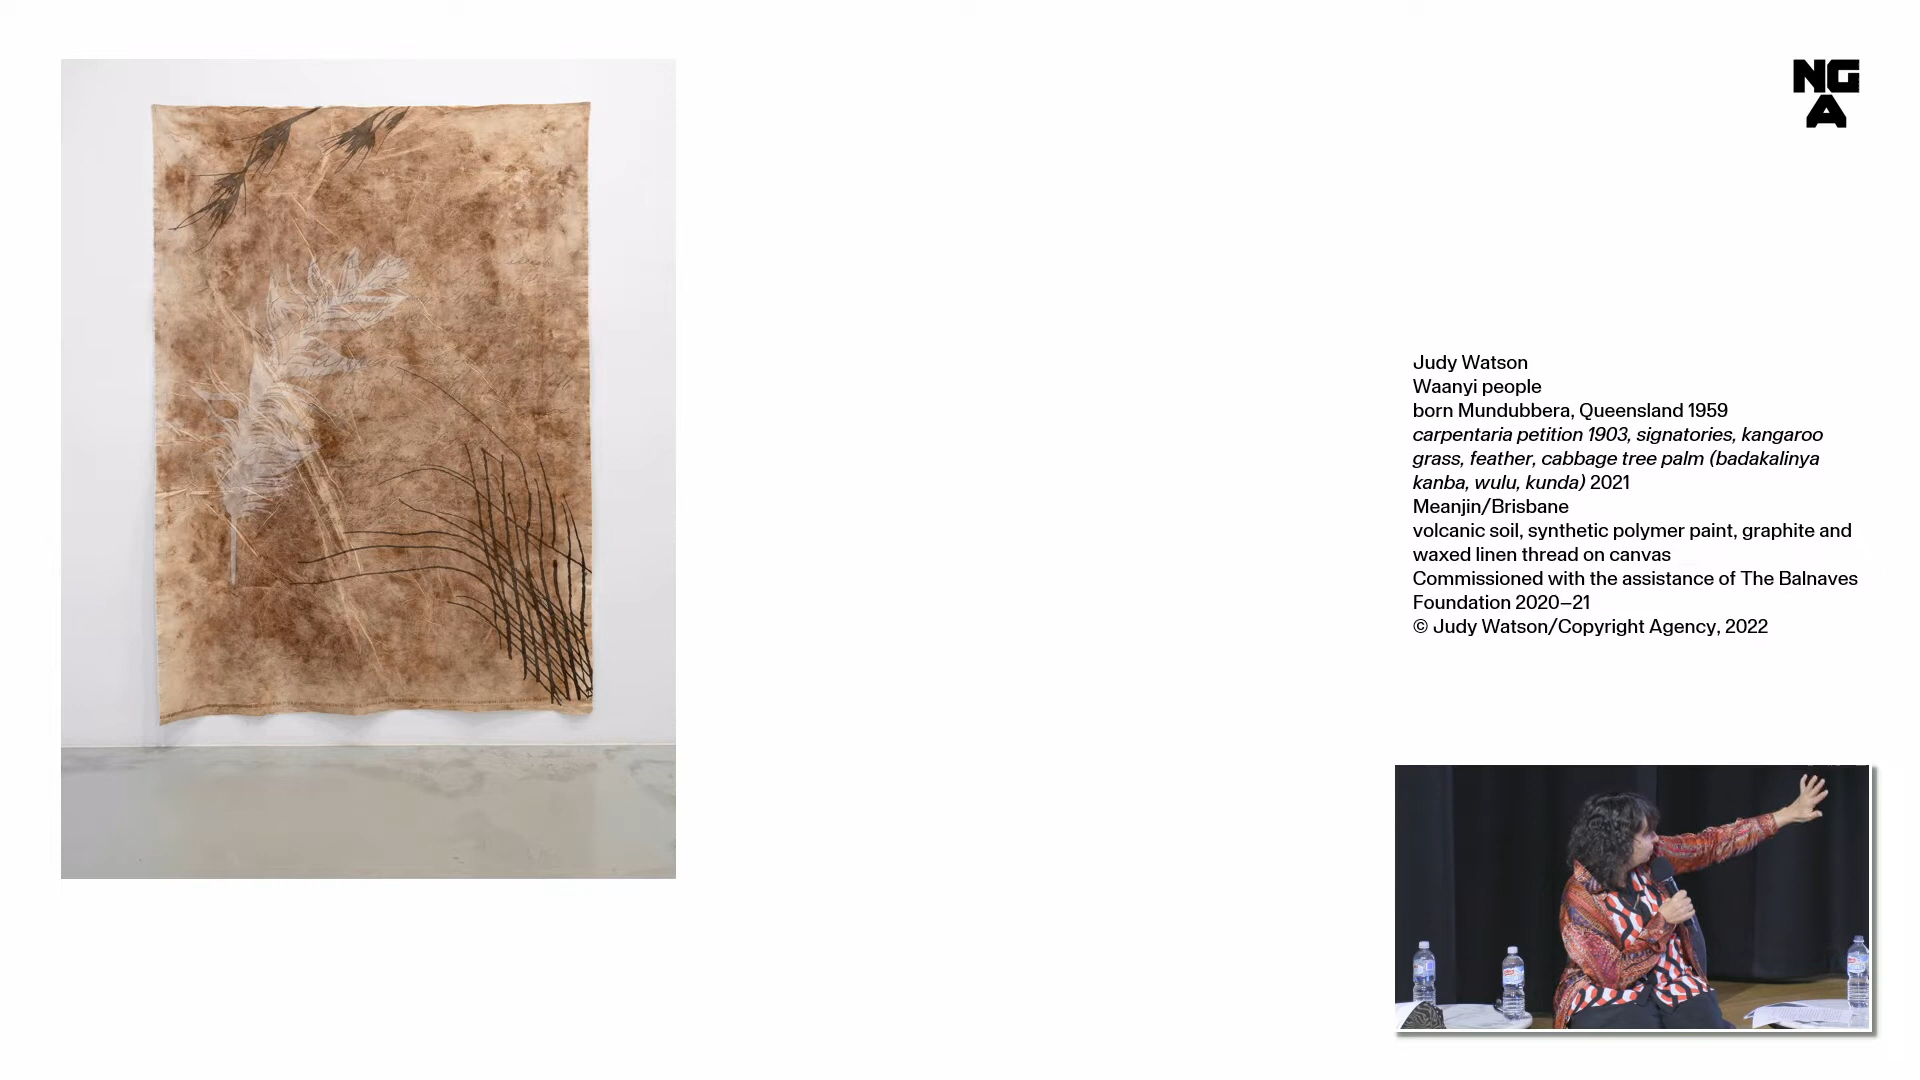 NG
A
Judy Watson
Waanyi people
born Mundubbera, Queensland 1959
carpentaria petition 1903, signatories, kangaroo
grass, feather, cabbage tree palm (badakalinya
kanba, wulu, kunda) 2021
Meanjin/Brisbane
volcanic soil, synthetic polymer paint, graphite and
waxed linen thread on canvas
Commissioned with the assistance of The Balnaves
Foundation 2020–21
© Judy Watson/Copyright Agency, 2022